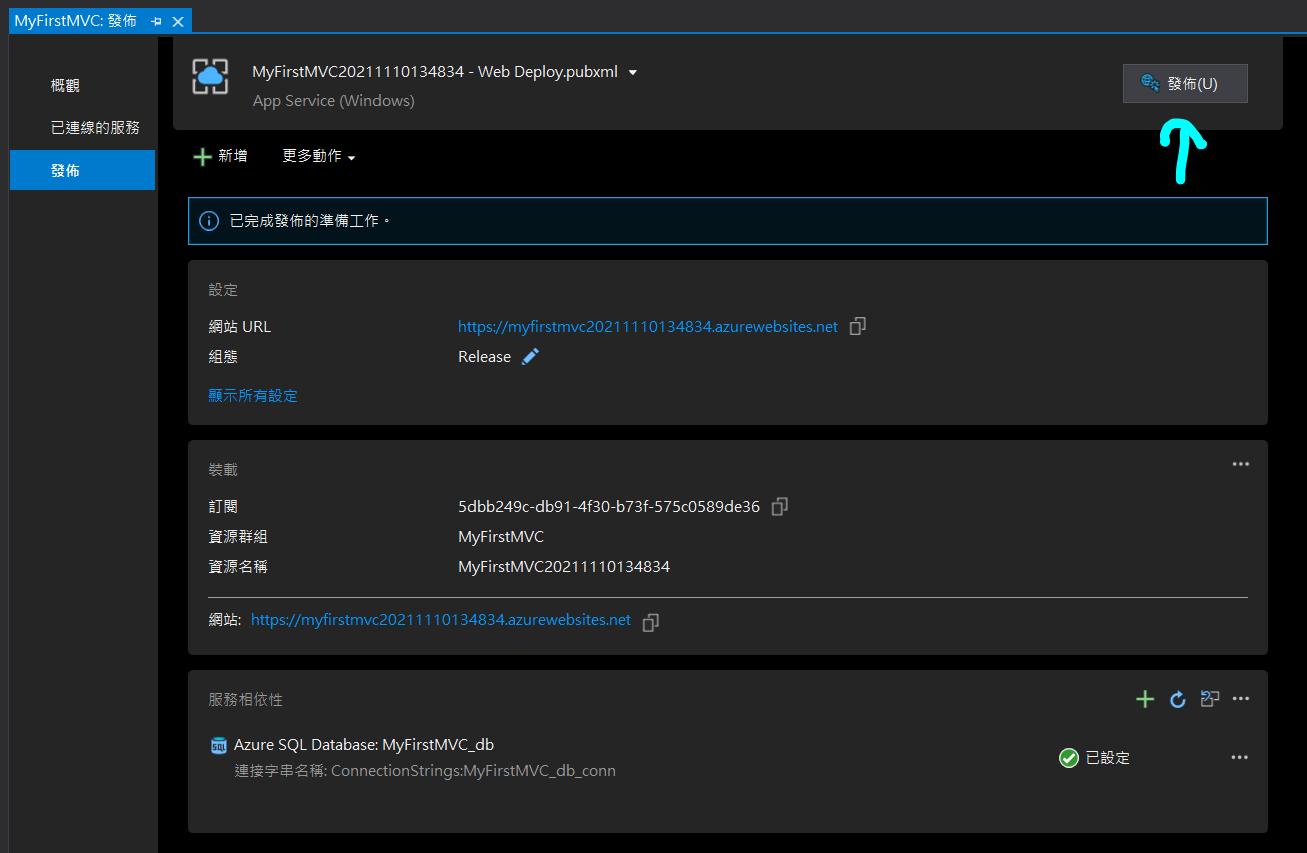 MyFirstMVC: 發佈
概觀
已連線的服務
發佈
MyFirstMVC20211110134834 - Web Deploy.pubxml
App Service (Windows)
發佈(U)
新增 更多動作
已完成發佈的準備工作。
設定
網站 URL https://myfirstmvc20211110134834.azurewebsites.net
組態 Release
顯示所有設定
裝載
訂閱 5dbb249c-db91-4f30-b73f-575c0589de36
資源群組 MyFirstMVC
資源名稱 MyFirstMVC20211110134834
網站: https://myfirstmvc20211110134834.azurewebsites.net
服務相依性
SQL Azure SQL Database: MyFirstMVC_db
連接字串名稱: ConnectionStrings:MyFirstMVC_db_conn
已設定